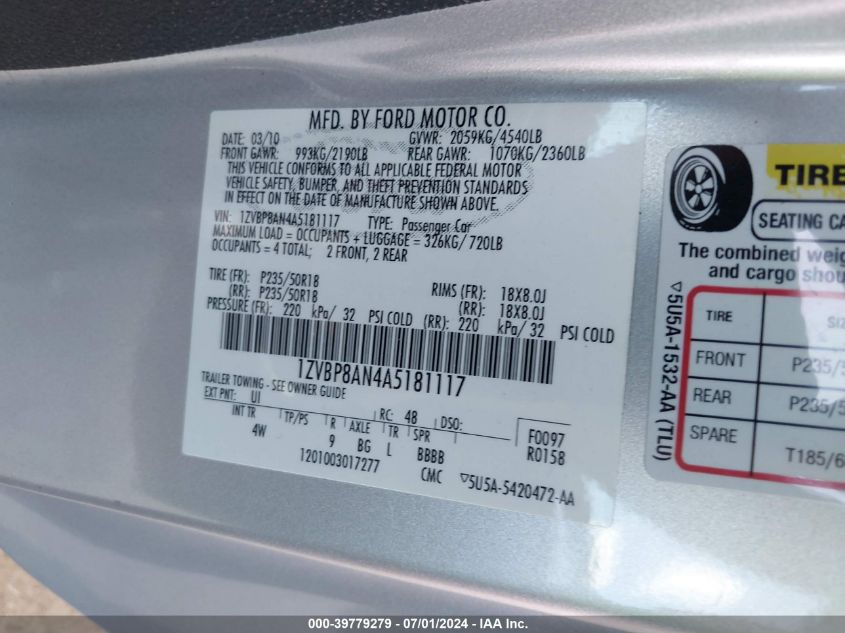 MFD. BY FORD MOTOR CO.
DATE: 03/10 GVWR: 2059KG/4540LB
FRONT GAWR: 993KG/2190LB REAR GAWR: 1070KG/2360LB
THIS VEHICLE CONFORMS TO ALL APPLICABLE FEDERAL MOTOR
VEHICLE SAFETY, BUMPER, AND THEFT PREVENTION STANDARDS
IN EFFECT ON THE DATE OF MANUFACTURE SHOWN ABOVE.
VIN: 1ZVBP8AN4A5181117 TYPE: Passenger Car
MAXIMUM LOAD = OCCUPANTS + LUGGAGE = 326KG/720LB
OCCUPANTS = 4 TOTAL; 2 FRONT, 2 REAR
TIRE (FR): P235/50R18 RIMS (FR): 18X8.0J
(RR): P235/50R18 (RR): 18X8.0J
PRESSURE (FR): 220 kPa/ 32 PSI COLD (RR): 220 kPa/ 32 PSI COLD
1ZVBP8AN4A5181117
TRAILER TOWING - SEE OWNER GUIDE
EXT PNT: UI RC: 48 DSO: F0097
INT TR TP/PS R AXLE TR SPR R0158
4W 9 BG L BBBB
1201003017277 CMC ▽5U5A-5420472-AA
TIRE
SEATING CA
The combined weig
and cargo shou
TIRE SIZ
FRONT P235/5
REAR P235/5
SPARE T185/6
▽5U5A-1532-AA (TLU)
000-39779279 - 07/01/2024 - IAA Inc.